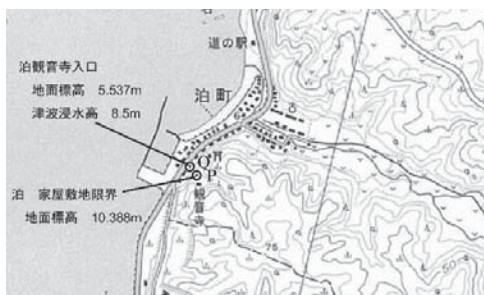 道の駅
泊観音寺入口
地面標高 5.537m
津波浸水高 8.5m
泊町
Q
P
泊 家屋敷地限界
地面標高 10.388m
観音寺
75
50